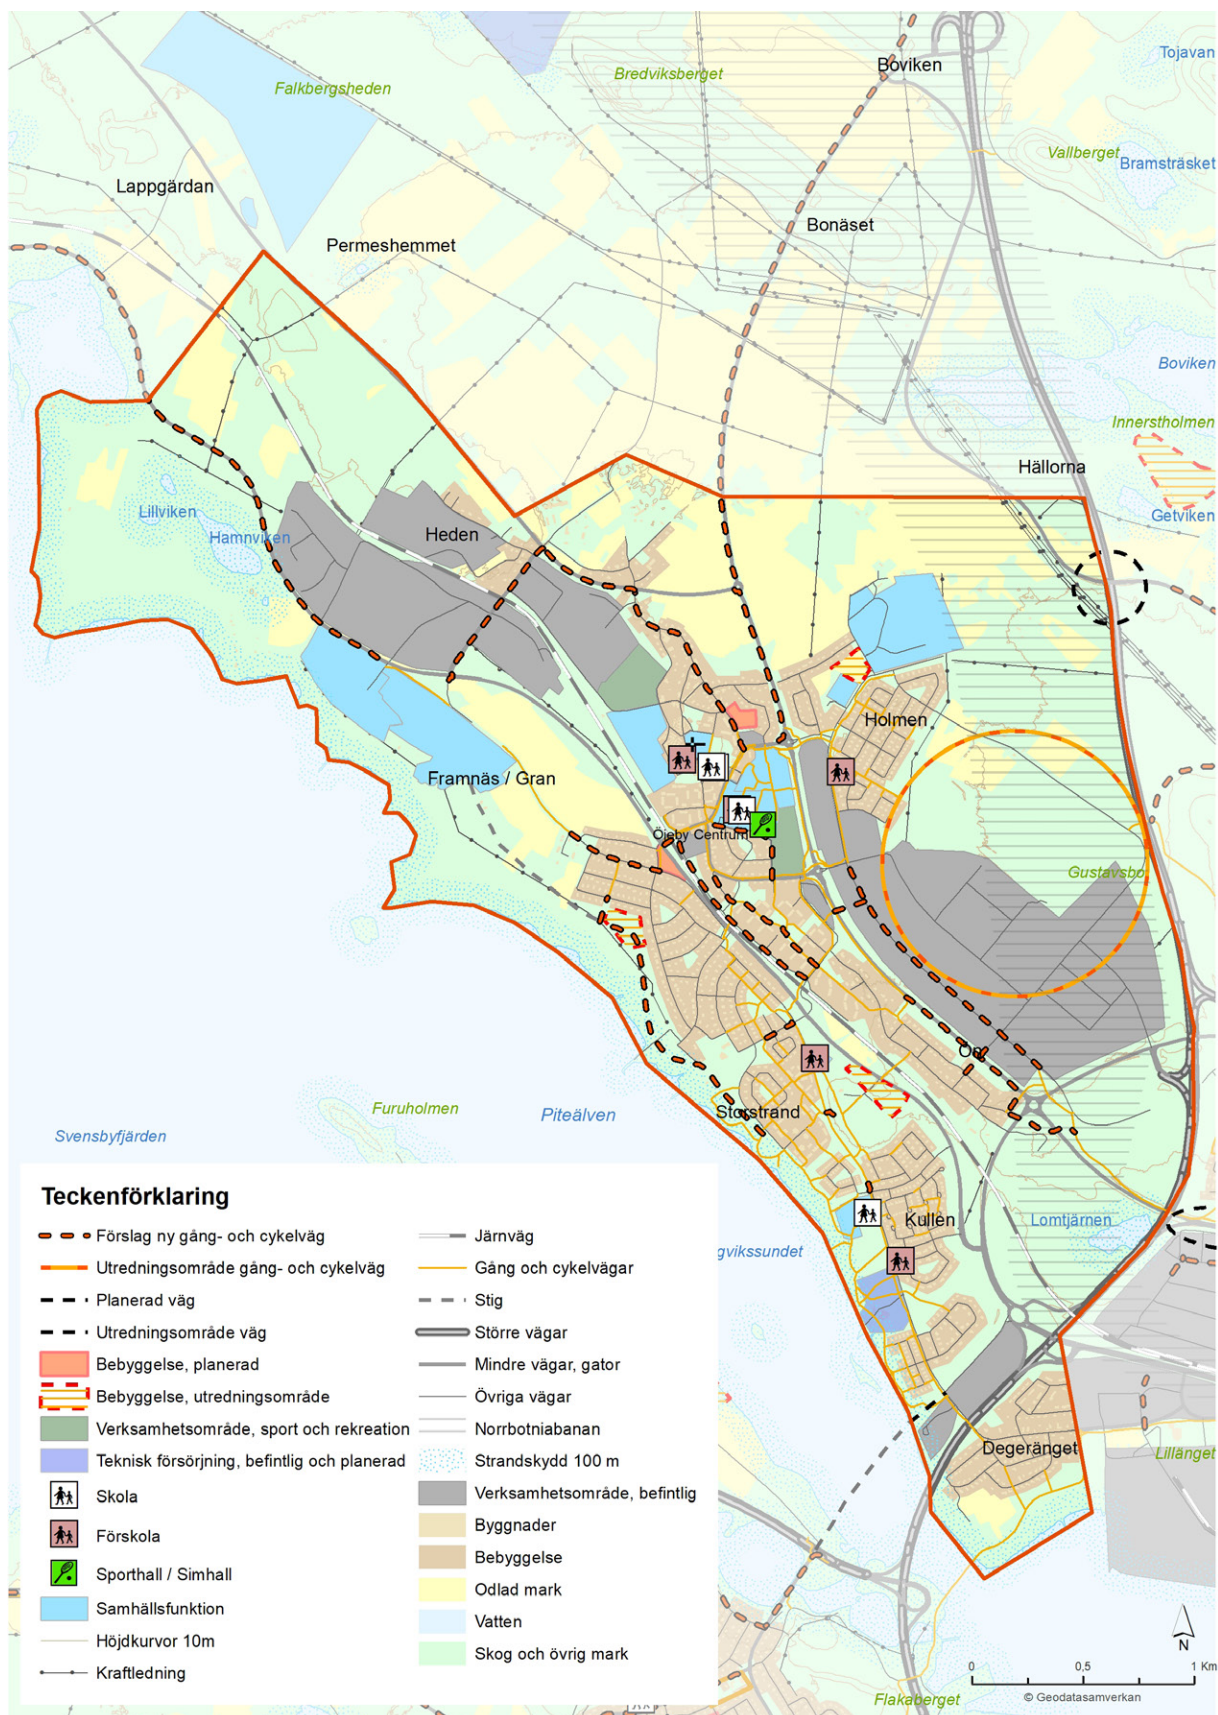 Boviken
Tojavan
Bredviksberget
Falkbergsheden
Vallberget
Bramsträsket
Lappgärdan
Bonäset
Permeshemmet
Boviken
Innerstholmen
Hällorna
Lillviken
Getviken
Heden
Hamnviken
Holmen
Framnäs / Gran
Öjeby Centrum
Gustavsbo
Furuholmen
Storstrand
Piteälven
Svensbyfjärden
Kullen
Lomtjärnen
gvikssundet
Degeränget
Lillänget
Flakaberget
Teckenförklaring
Förslag ny gång- och cykelväg
Utredningsområde gång- och cykelväg
Planerad väg
Utredningsområde väg
Bebyggelse, planerad
Bebyggelse, utredningsområde
Verksamhetsområde, sport och rekreation
Teknisk försörjning, befintlig och planerad
Skola
Förskola
Sporthall / Simhall
Samhällsfunktion
Höjdkurvor 10m
Kraftledning
Järnväg
Gång och cykelvägar
Stig
Större vägar
Mindre vägar, gator
Övriga vägar
Norrbotniabanan
Strandskydd 100 m
Verksamhetsområde, befintlig
Byggnader
Bebyggelse
Odlad mark
Vatten
Skog och övrig mark
N
0 0,5 1 Km
© Geodatasamverkan